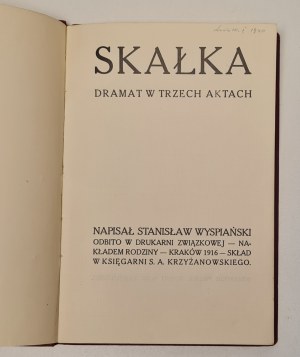 SKAŁKA
DRAMAT W TRZECH AKTACH
NAPISAŁ STANISŁAW WYSPIAŃSKI
ODBITO W DRUKARNI ZWIĄZKOWEJ — NA-
KŁADEM RODZINY — KRAKÓW 1916 — SKŁAD
W KSIĘGARNI S. A. KRZYŻANOWSKIEGO.